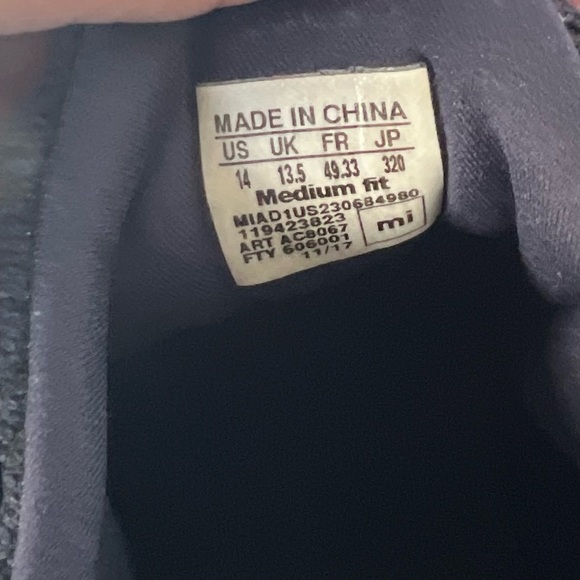 MADE IN CHINA
US UK FR JP
14 13.5 49.33 320
Medium fit
MIAD1US230684980
119423823
ART AC8067
FTY 606001
11/17
mi